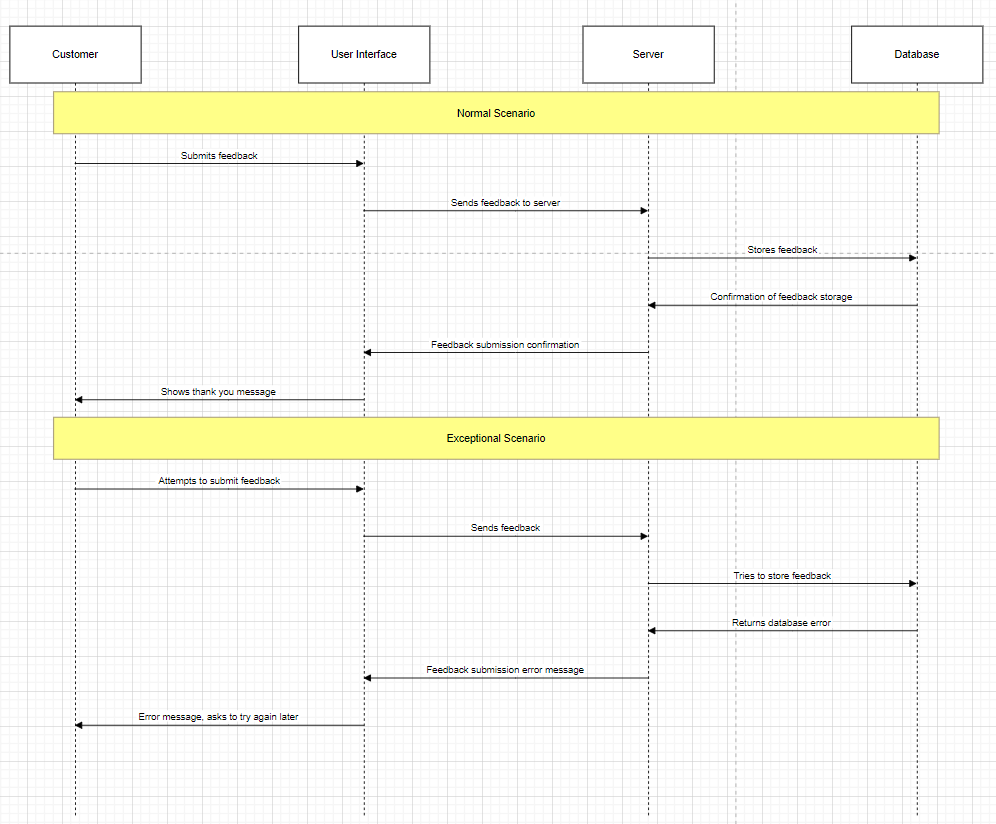 Customer
User Interface
Server
Database
Normal Scenario
Submits feedback
Sends feedback to server
Stores feedback
Confirmation of feedback storage
Feedback submission confirmation
Shows thank you message
Exceptional Scenario
Attempts to submit feedback
Sends feedback
Tries to store feedback
Returns database error
Feedback submission error message
Error message, asks to try again later